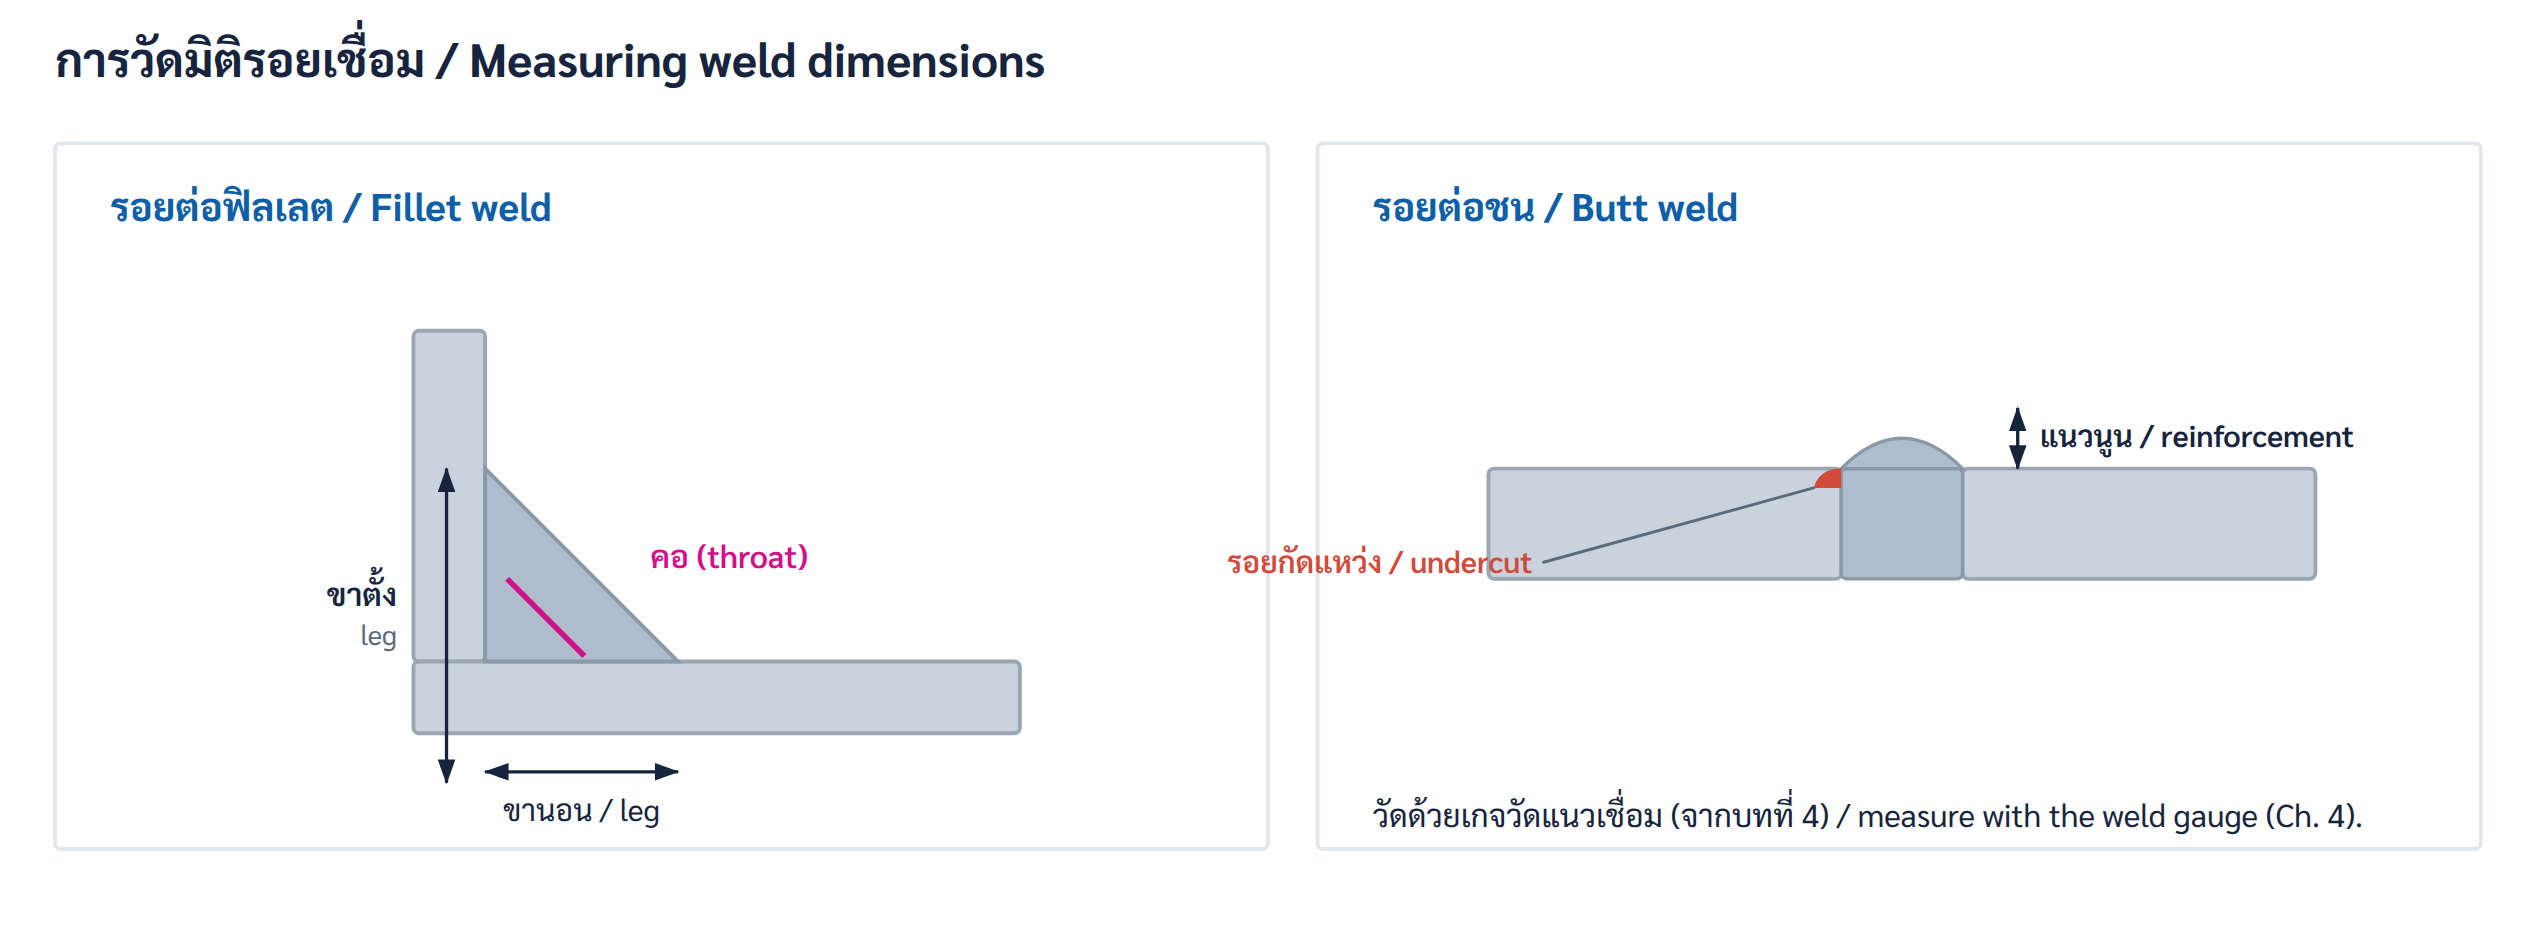 การวัดมิติรอยเชื่อม / Measuring weld dimensions
รอยต่อฟิลเลต / Fillet weld
คอ (throat)
ขาตั้ง
leg
ขานอน / leg
รอยต่อชน / Butt weld
แนวนูน / reinforcement
รอยกัดแหว่ง / undercut
วัดด้วยเกจวัดแนวเชื่อม (จากบทที่ 4) / measure with the weld gauge (Ch. 4).